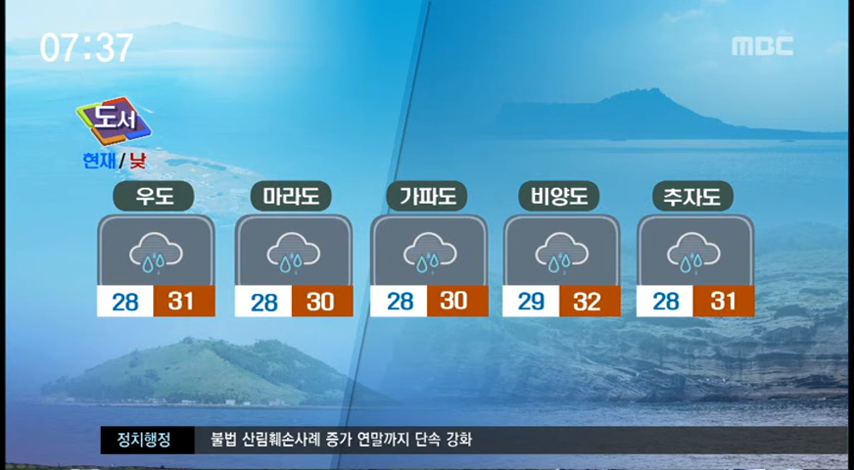 07:37
MBC
도서
현재/낮
우도 마라도 가파도 비양도 추자도
28 31 28 30 28 30 29 32 28 31
정치행정 불법 산림훼손사례 증가 연말까지 단속 강화